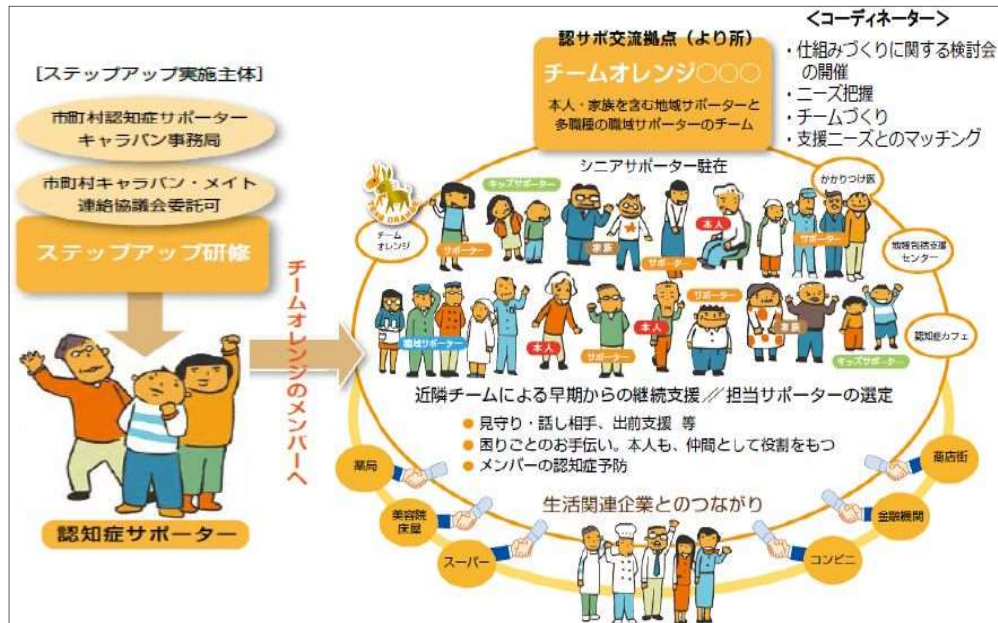 [ステップアップ実施主体]
市町村認知症サポーター
キャラバン事務局
市町村キャラバン・メイト
連絡協議会委託可
ステップアップ研修
認知症サポーター
チームオレンジのメンバーへ
認サポ交流拠点（より所）
チームオレンジ○○○
本人・家族を含む地域サポーターと
多職種の職域サポーターのチーム
＜コーディネーター＞
・仕組みづくりに関する検討会
の開催
・ニーズ把握
・チームづくり
・支援ニーズとのマッチング
シニアサポーター駐在
TEAM ORANGE
チーム
オレンジ
キッズサポーター
サポーター
家族
サポーター
本人
サポーター
かかりつけ医
地域包括支援
センター
認知症カフェ
職域サポーター
本人
サポーター
本人
サポーター
家族
キッズサポーター
近隣チームによる早期からの継続支援//担当サポーターの選定
● 見守り・話し相手、出前支援 等
● 困りごとのお手伝い。本人も、仲間として役割をもつ
● メンバーの認知症予防
生活関連企業とのつながり
薬局
美容院
床屋
スーパー
商店街
金融機関
コンビニ